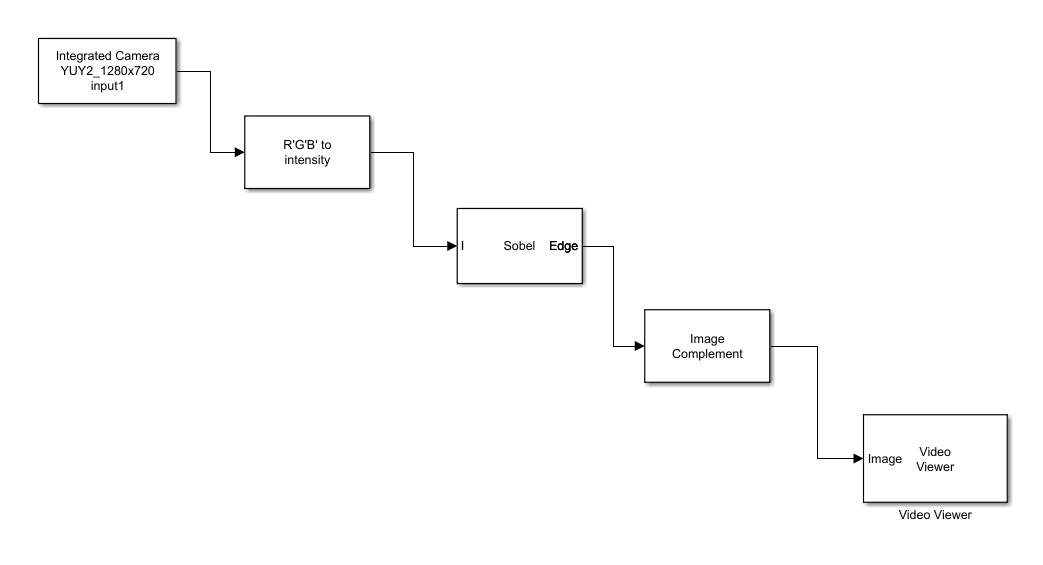 Integrated Camera
YUY2_1280x720
input1
R'G'B' to
intensity
I Sobel Edge
Image
Complement
Image
Video
Viewer
Video Viewer